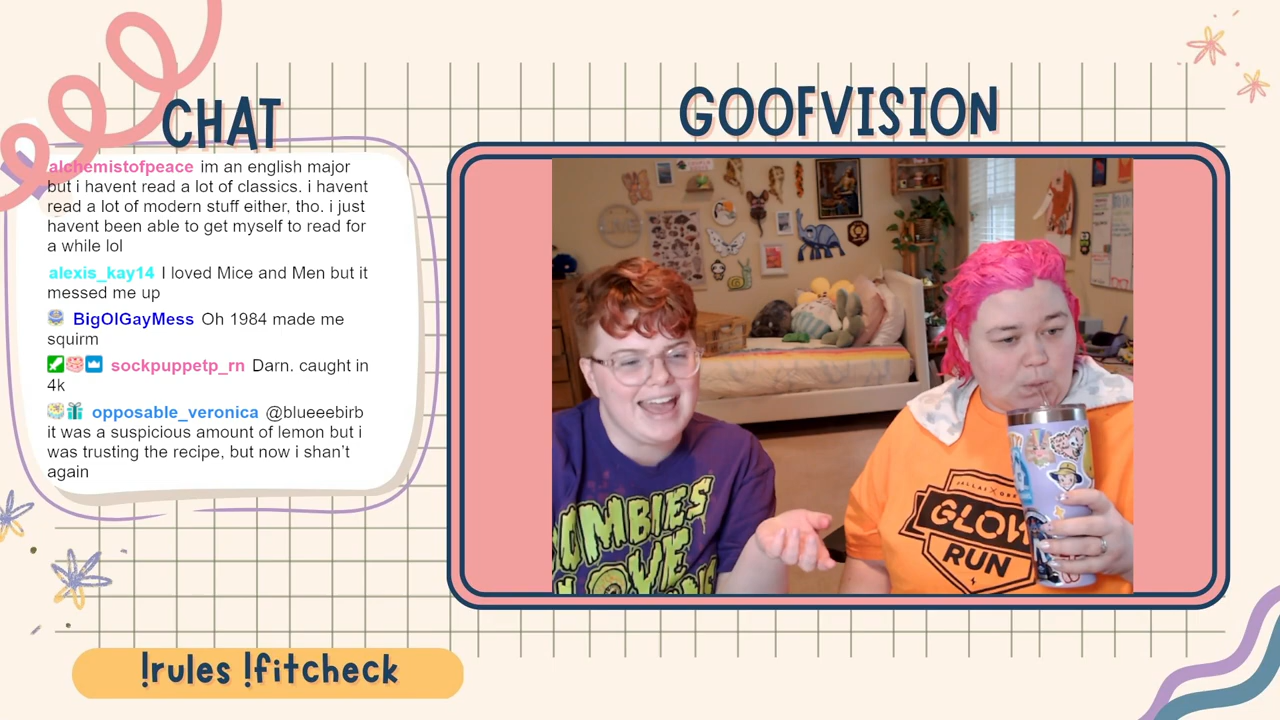 CHAT
GOOFVISION
alchemistofpeace im an english major
but i havent read a lot of classics. i havent
read a lot of modern stuff either, tho. i just
havent been able to get myself to read for
a while lol
alexis_kay14 I loved Mice and Men but it
messed me up
BigOlGayMess Oh 1984 made me
squirm
sockpuppetp_rn Darn. caught in
4k
opposable_veronica @blueeebirb
it was a suspicious amount of lemon but i
was trusting the recipe, but now i shan't
again
LOVE
ZOMBIES
LOVE
GLOW
RUN
!rules !fitcheck